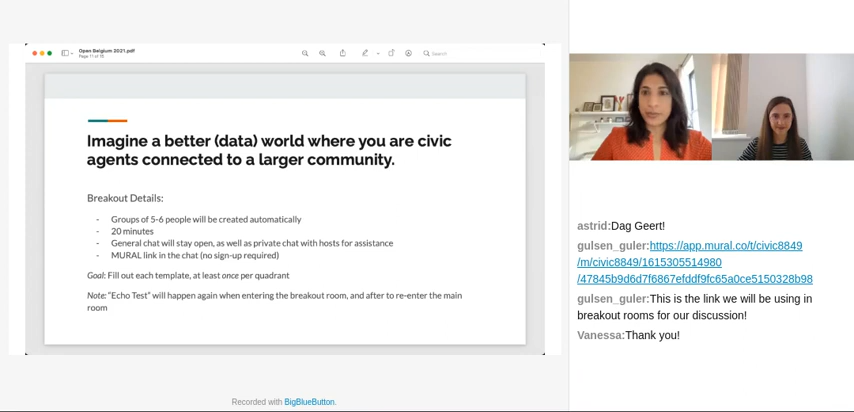 Open Belgium 2021.pdf
Page 11 of 15
Search
Imagine a better (data) world where you are civic
agents connected to a larger community.
Breakout Details:
- Groups of 5-6 people will be created automatically
- 20 minutes
- General chat will stay open, as well as private chat with hosts for assistance
- MURAL link in the chat (no sign-up required)
Goal: Fill out each template, at least once per quadrant
Note: "Echo Test" will happen again when entering the breakout room, and after to re-enter the main
room
Recorded with BigBlueButton.
astrid:Dag Geert!
gulsen_guler:https://app.mural.co/t/civic8849
/m/civic8849/1615305514980
/47845b9d6d7f6867efddf9fc65a0ce5150328b98
gulsen_guler:This is the link we will be using in
breakout rooms for our discussion!
Vanessa:Thank you!